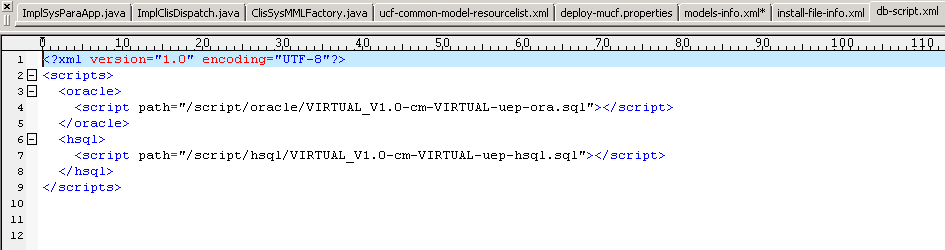 ImplSysParaApp.java ImplClisDispatch.java ClisSysMMLFactory.java ucf-common-model-resourcelist.xml deploy-mucf.properties models-info.xml* install-file-info.xml db-script.xml
0 10 20 30 40 50 60 70 80 90 100 110
1 <?xml version="1.0" encoding="UTF-8"?>
2 <scripts>
3 <oracle>
4 <script path="/script/oracle/VIRTUAL_V1.0-cm-VIRTUAL-uep-ora.sql"></script>
5 </oracle>
6 <hsql>
7 <script path="/script/hsql/VIRTUAL_V1.0-cm-VIRTUAL-uep-hsql.sql"></script>
8 </hsql>
9 </scripts>
10
11
12